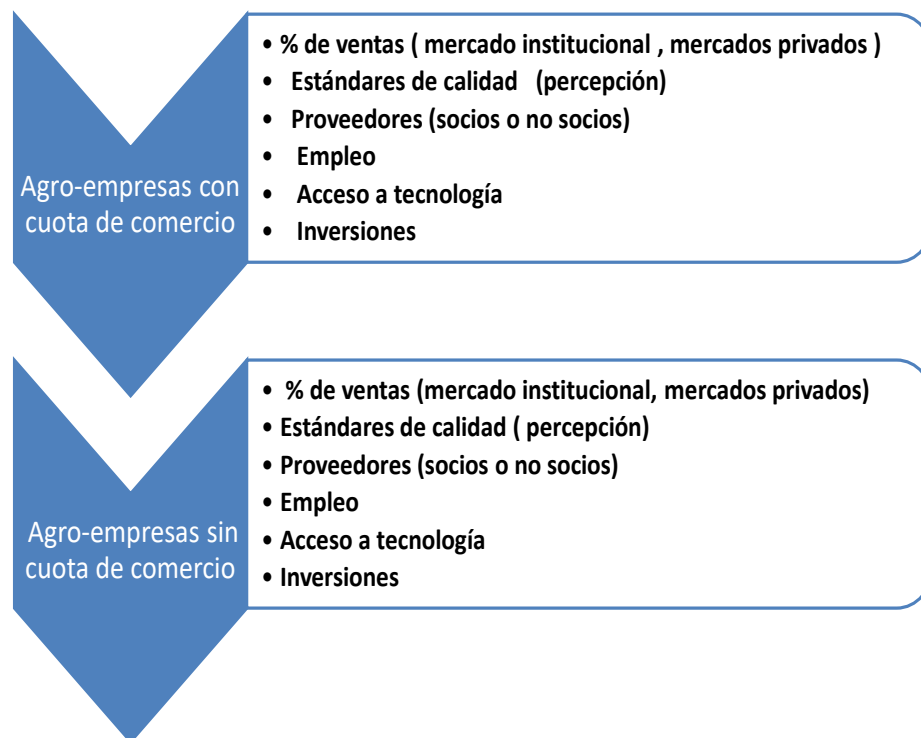 • % de ventas ( mercado institucional , mercados privados )
• Estándares de calidad (percepción)
• Proveedores (socios o no socios)
• Empleo
• Acceso a tecnología
• Inversiones
Agro-empresas con
cuota de comercio
• % de ventas (mercado institucional, mercados privados)
• Estándares de calidad ( percepción)
• Proveedores (socios o no socios)
• Empleo
• Acceso a tecnología
• Inversiones
Agro-empresas sin
cuota de comercio